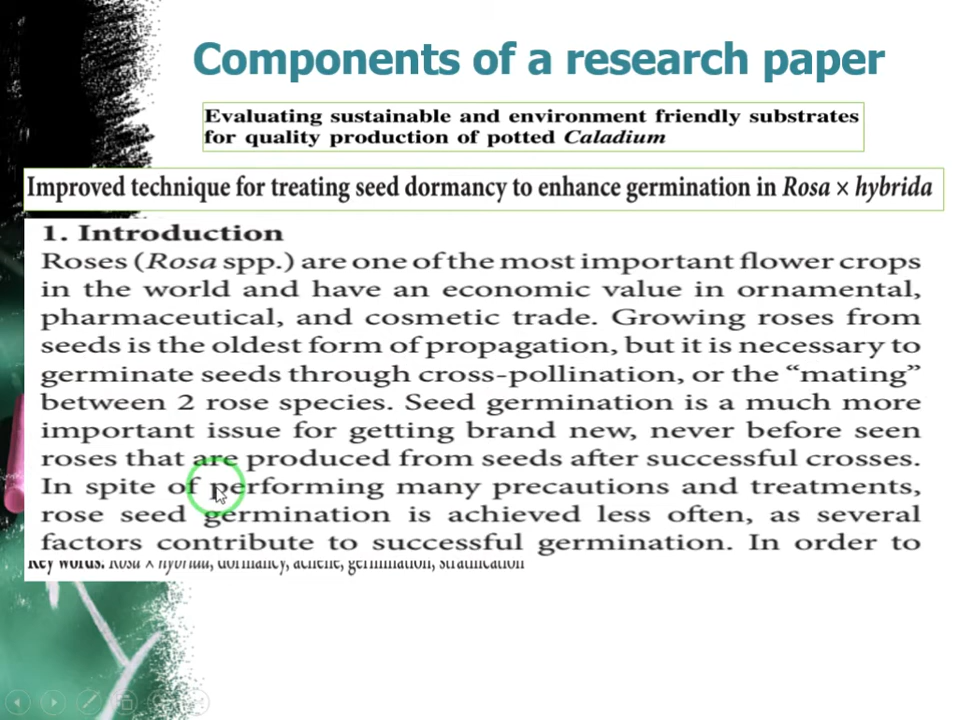 Components of a research paper
Evaluating sustainable and environment friendly substrates
for quality production of potted Caladium
Improved technique for treating seed dormancy to enhance germination in Rosa × hybrida
1. Introduction
Roses (Rosa spp.) are one of the most important flower crops
in the world and have an economic value in ornamental,
pharmaceutical, and cosmetic trade. Growing roses from
seeds is the oldest form of propagation, but it is necessary to
germinate seeds through cross-pollination, or the “mating”
between 2 rose species. Seed germination is a much more
important issue for getting brand new, never before seen
roses that are produced from seeds after successful crosses.
In spite of performing many precautions and treatments,
rose seed germination is achieved less often, as several
factors contribute to successful germination. In order to
Key words: Rosa × hybrida, dormancy, achene, germination, stratification